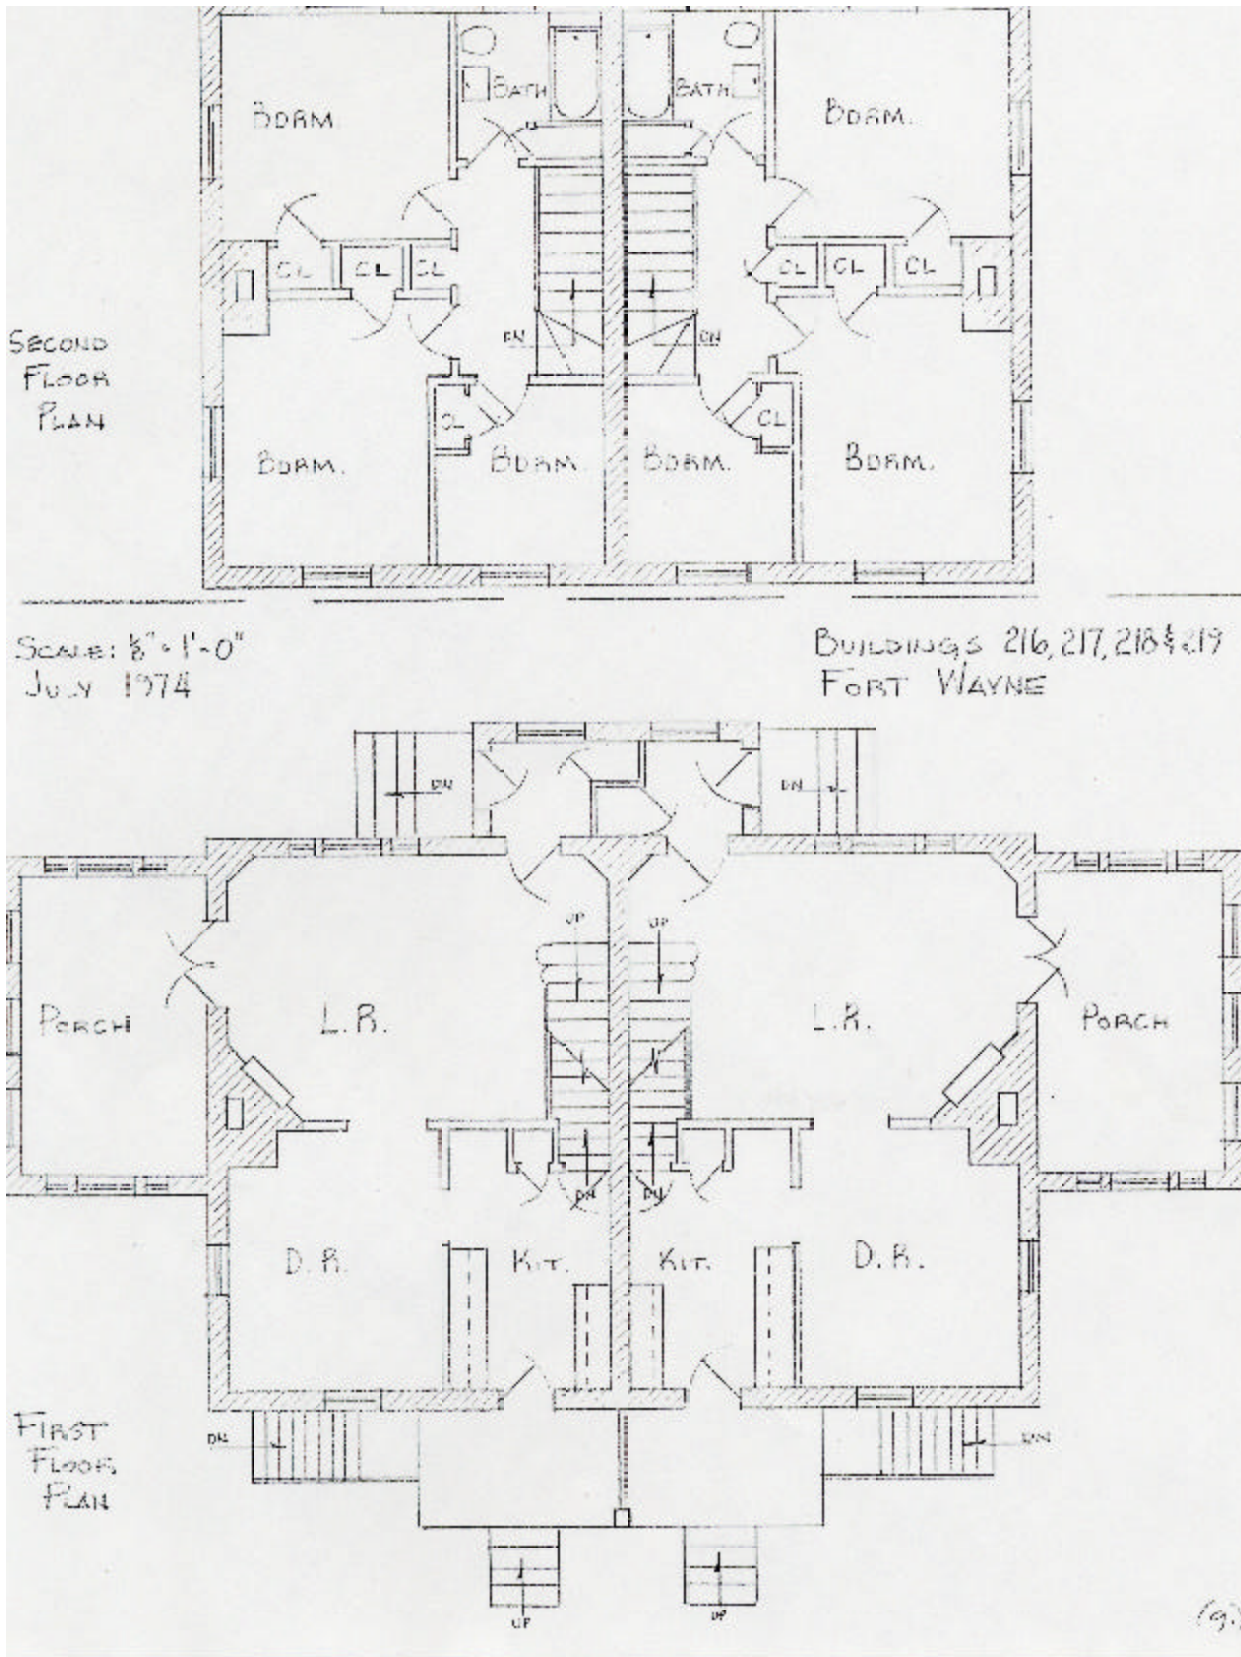 BATH
BATH
BDRM.
BDRM.
CL
CL
CL
CL
CL
CL
SECOND
FLOOR
PLAN
DN
DN
CL
CL
BDRM.
BDRM.
BDRM.
BDRM.
SCALE: ⅛" = 1'-0"
JULY 1974
BUILDINGS 216, 217, 218 & 219
FORT WAYNE
DN
DN
UP
UP
PORCH
L.R.
L.R.
PORCH
DN
DN
D.R.
KIT.
KIT.
D.R.
FIRST
FLOOR
PLAN
DN
DN
UP
UP